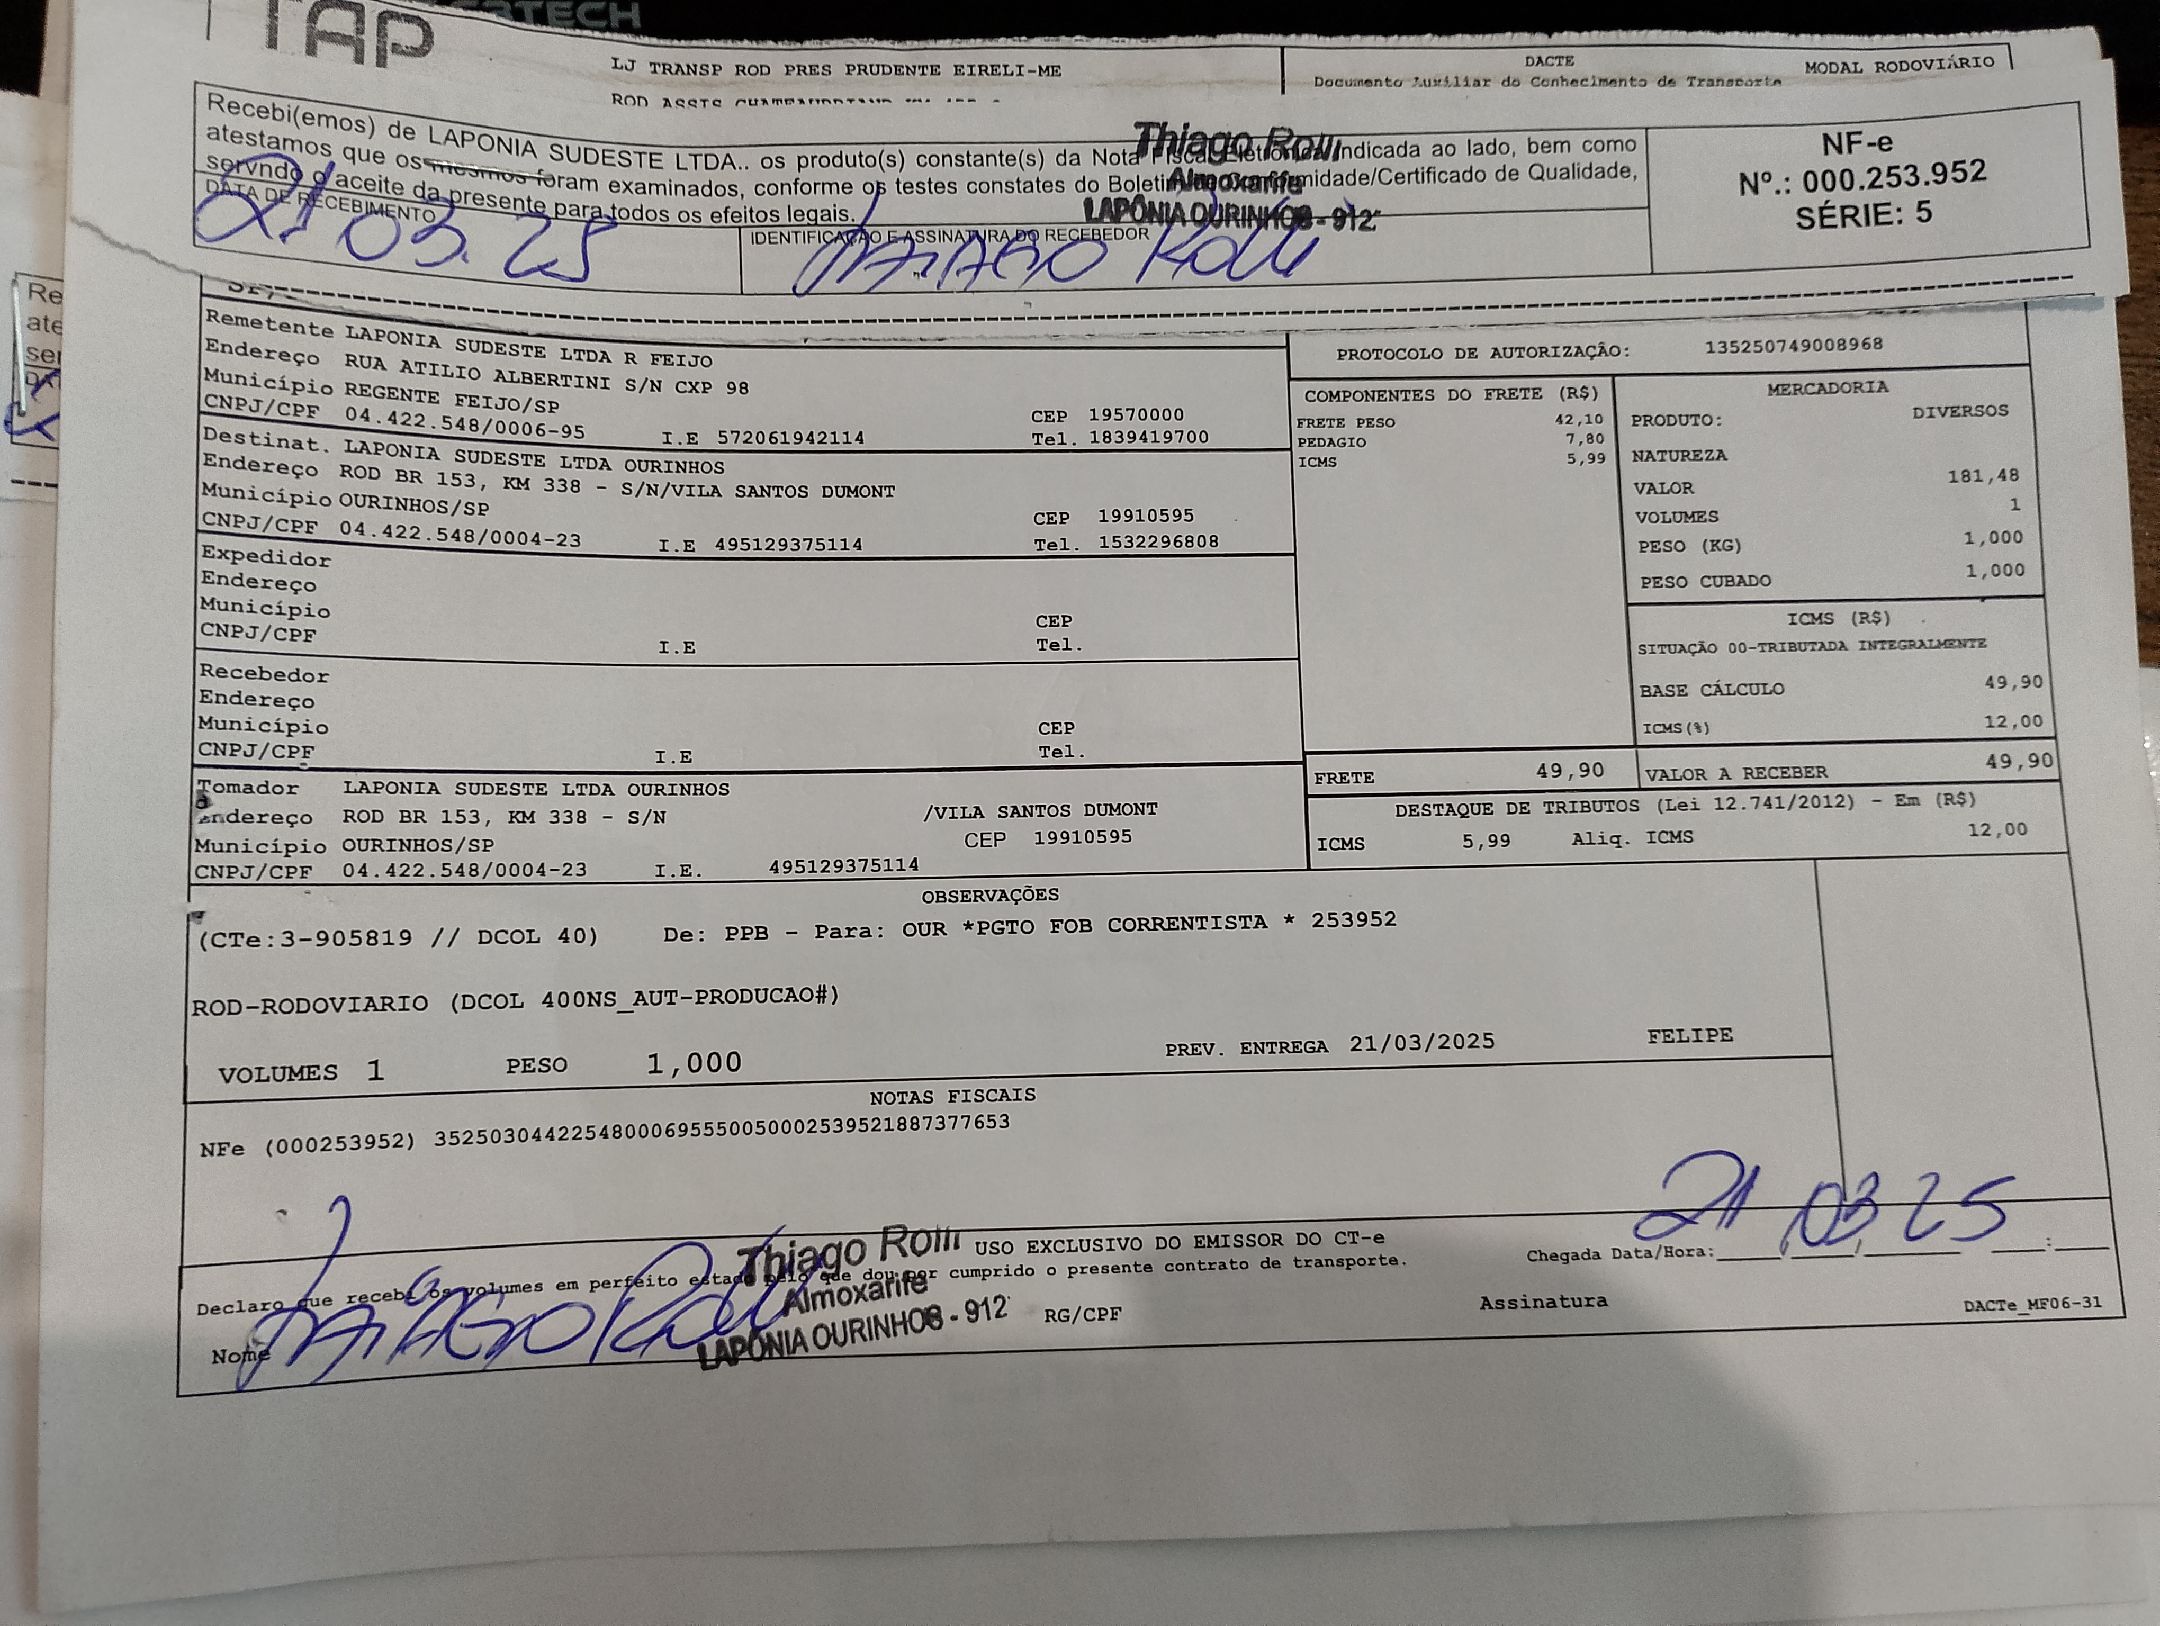 TAP
LJ TRANSP ROD PRES PRUDENTE EIRELI-ME
DACTE
Documento Auxiliar do Conhecimento de Transporte
MODAL RODOVIÁRIO
Recebi(emos) de LAPONIA SUDESTE LTDA.. os produto(s) constante(s) da Nota Fiscal Eletrônica indicada ao lado, bem como
atestamos que os mesmos foram examinados, conforme os testes constates do Boletim de Conformidade/Certificado de Qualidade,
servndo o aceite da presente para todos os efeitos legais.
DATA DE RECEBIMENTO
21 03. 25
IDENTIFICAÇÃO E ASSINATURA DO RECEBEDOR
Thiago Rolli
Thiago Rolli
Almoxarife
LAPÔNIA OURINHOS - 912
NF-e
Nº.: 000.253.952
SÉRIE: 5
Remetente LAPONIA SUDESTE LTDA R FEIJO
Endereço RUA ATILIO ALBERTINI S/N CXP 98
Município REGENTE FEIJO/SP
CEP 19570000
CNPJ/CPF 04.422.548/0006-95 I.E 572061942114 Tel. 1839419700
Destinat. LAPONIA SUDESTE LTDA OURINHOS
Endereço ROD BR 153, KM 338 - S/N/VILA SANTOS DUMONT
Município OURINHOS/SP
CEP 19910595
CNPJ/CPF 04.422.548/0004-23 I.E 495129375114 Tel. 1532296808
Expedidor
Endereço
Município CEP
CNPJ/CPF I.E Tel.
Recebedor
Endereço
Município CEP
CNPJ/CPF I.E Tel.
Tomador LAPONIA SUDESTE LTDA OURINHOS
Endereço ROD BR 153, KM 338 - S/N /VILA SANTOS DUMONT
Município OURINHOS/SP CEP 19910595
CNPJ/CPF 04.422.548/0004-23 I.E. 495129375114
PROTOCOLO DE AUTORIZAÇÃO: 135250749008968
COMPONENTES DO FRETE (R$)
FRETE PESO 42,10
PEDAGIO 7,80
ICMS 5,99
MERCADORIA
PRODUTO: DIVERSOS
NATUREZA
VALOR 181,48
VOLUMES 1
PESO (KG) 1,000
PESO CUBADO 1,000
ICMS (R$)
SITUAÇÃO 00-TRIBUTADA INTEGRALMENTE
BASE CÁLCULO 49,90
ICMS(%) 12,00
FRETE 49,90
VALOR A RECEBER 49,90
DESTAQUE DE TRIBUTOS (Lei 12.741/2012) - Em (R$)
ICMS 5,99 Aliq. ICMS 12,00
OBSERVAÇÕES
(CTe:3-905819 // DCOL 40) De: PPB - Para: OUR *PGTO FOB CORRENTISTA * 253952
ROD-RODOVIARIO (DCOL 400NS_AUT-PRODUCAO#)
VOLUMES 1 PESO 1,000 PREV. ENTREGA 21/03/2025 FELIPE
NOTAS FISCAIS
NFe (000253952) 35250304422548000695550050002539521887377653
USO EXCLUSIVO DO EMISSOR DO CT-e
Declaro que recebi os volumes em perfeito estado pelo que dou por cumprido o presente contrato de transporte.
Chegada Data/Hora: 21 03 25
Thiago Rolli
Almoxarife
LAPÔNIA OURINHOS - 912
Nome Thiago Rolli RG/CPF Assinatura
DACTe_MF06-31
Re
ate
ser